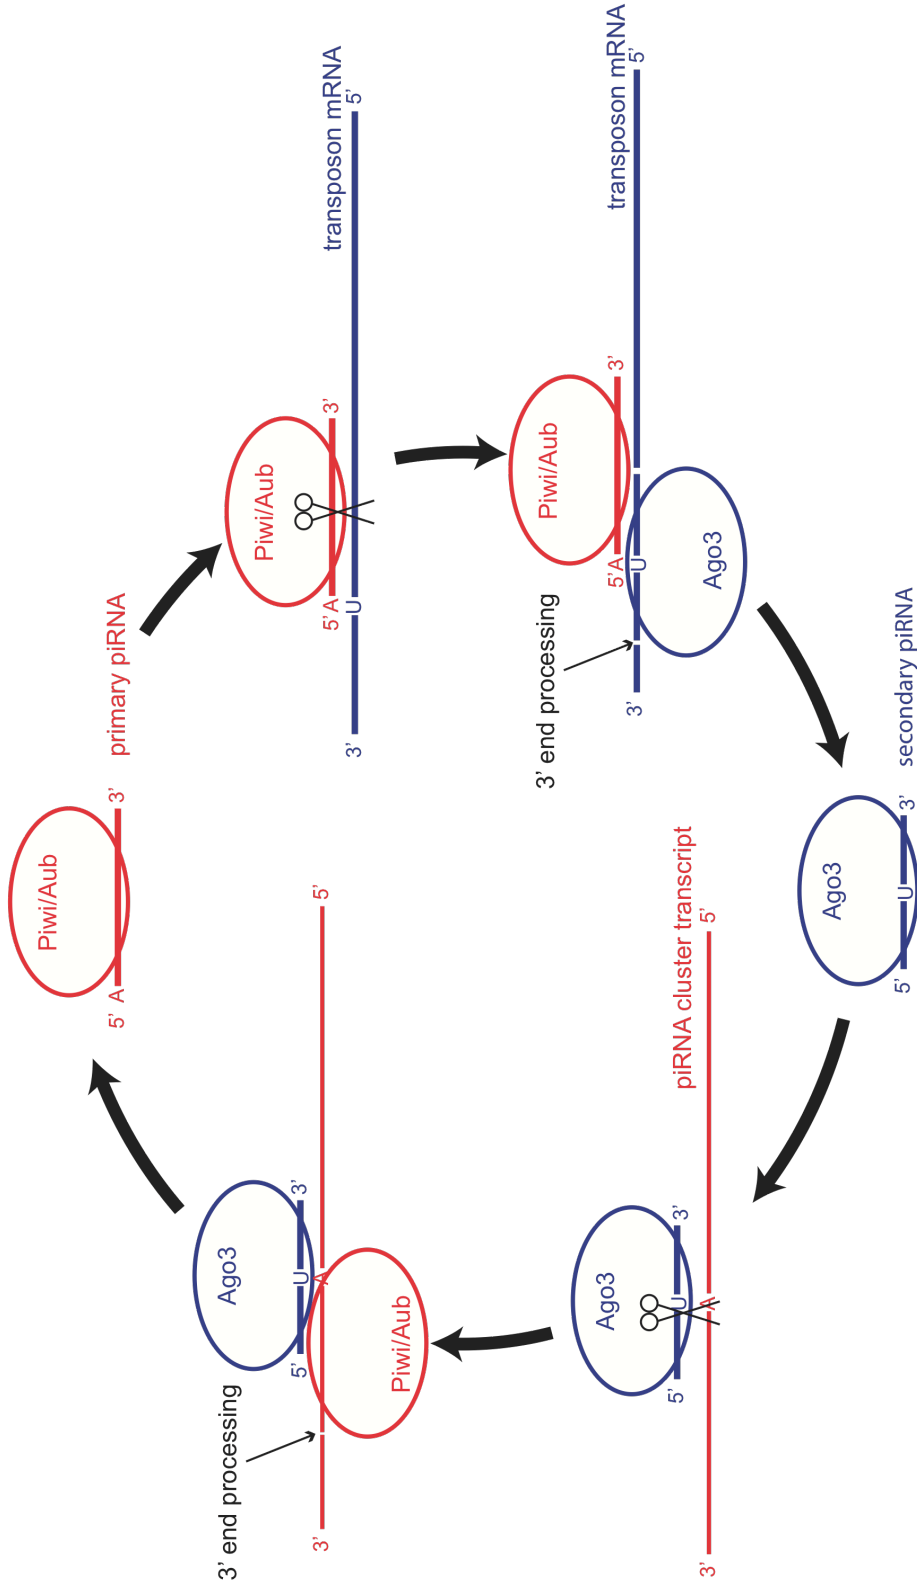 Piwi/Aub
5' A
3'
primary piRNA
Piwi/Aub
5' A
3'
U
3'
5'
transposon mRNA
3' end processing
Piwi/Aub
5' A
3'
U
3'
5'
transposon mRNA
Ago3
Ago3
5'
U
3'
secondary piRNA
Ago3
5'
U
3'
A
3'
5'
piRNA cluster transcript
3' end processing
Ago3
5'
U
3'
A
3'
5'
Piwi/Aub